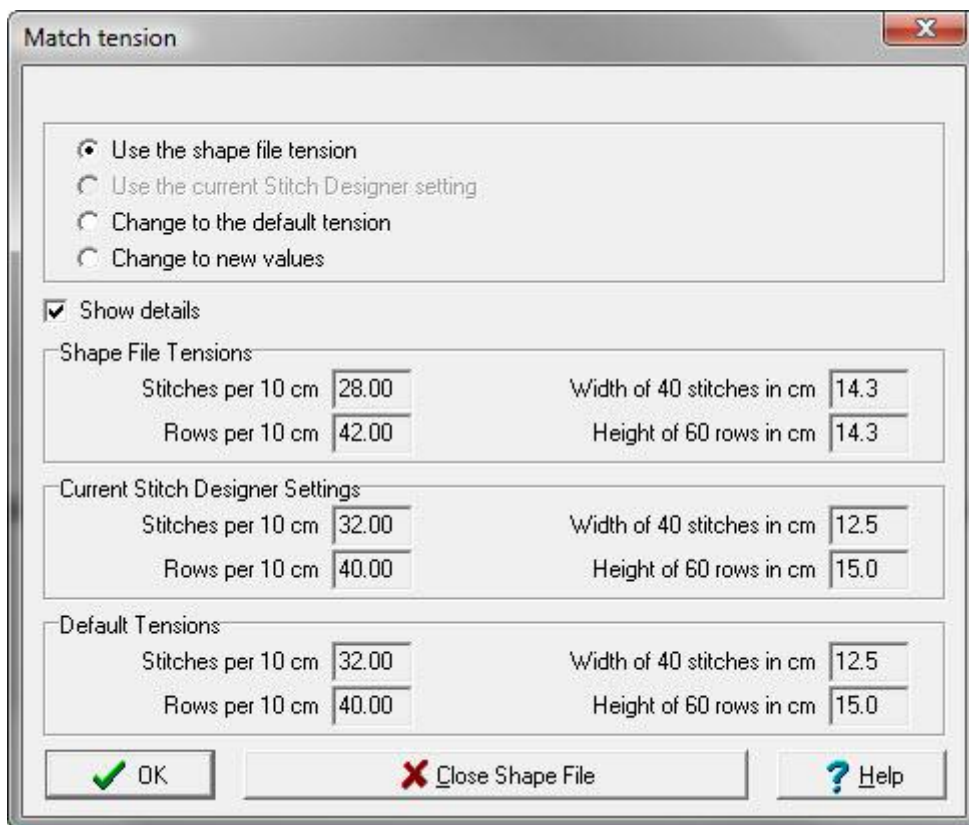 Match tension
Use the shape file tension
Use the current Stitch Designer setting
Change to the default tension
Change to new values
Show details
Shape File Tensions
Stitches per 10 cm 28.00 Width of 40 stitches in cm 14.3
Rows per 10 cm 42.00 Height of 60 rows in cm 14.3
Current Stitch Designer Settings
Stitches per 10 cm 32.00 Width of 40 stitches in cm 12.5
Rows per 10 cm 40.00 Height of 60 rows in cm 15.0
Default Tensions
Stitches per 10 cm 32.00 Width of 40 stitches in cm 12.5
Rows per 10 cm 40.00 Height of 60 rows in cm 15.0
OK Close Shape File Help